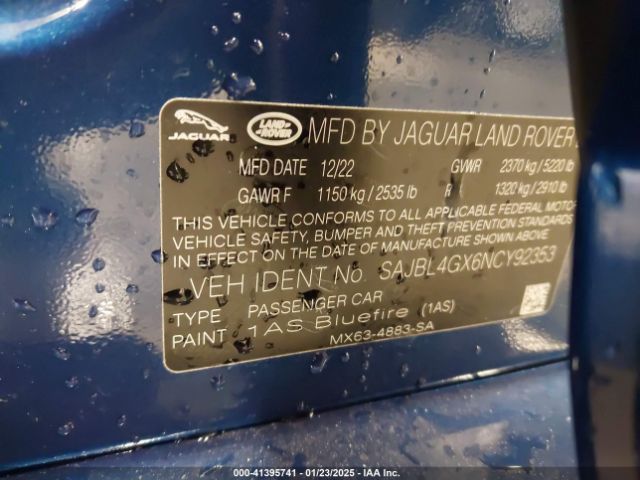 JAGUAR LAND ROVER MFD BY JAGUAR LAND ROVER
MFD DATE 12/22 GVWR 2370 kg / 5220 lb
GAWR F 1150 kg / 2535 lb R 1320 kg / 2910 lb
THIS VEHICLE CONFORMS TO ALL APPLICABLE FEDERAL MOTOR
VEHICLE SAFETY, BUMPER AND THEFT PREVENTION STANDARDS
IN EFFECT ON THE DATE OF MANUFACTURE SHOWN ABOVE.
VEH IDENT No. SAJBL4GX6NCY92353
TYPE PASSENGER CAR
PAINT 1AS Bluefire (1AS)
MX63-4883-SA
000-41395741 - 01/23/2025 - IAA Inc.